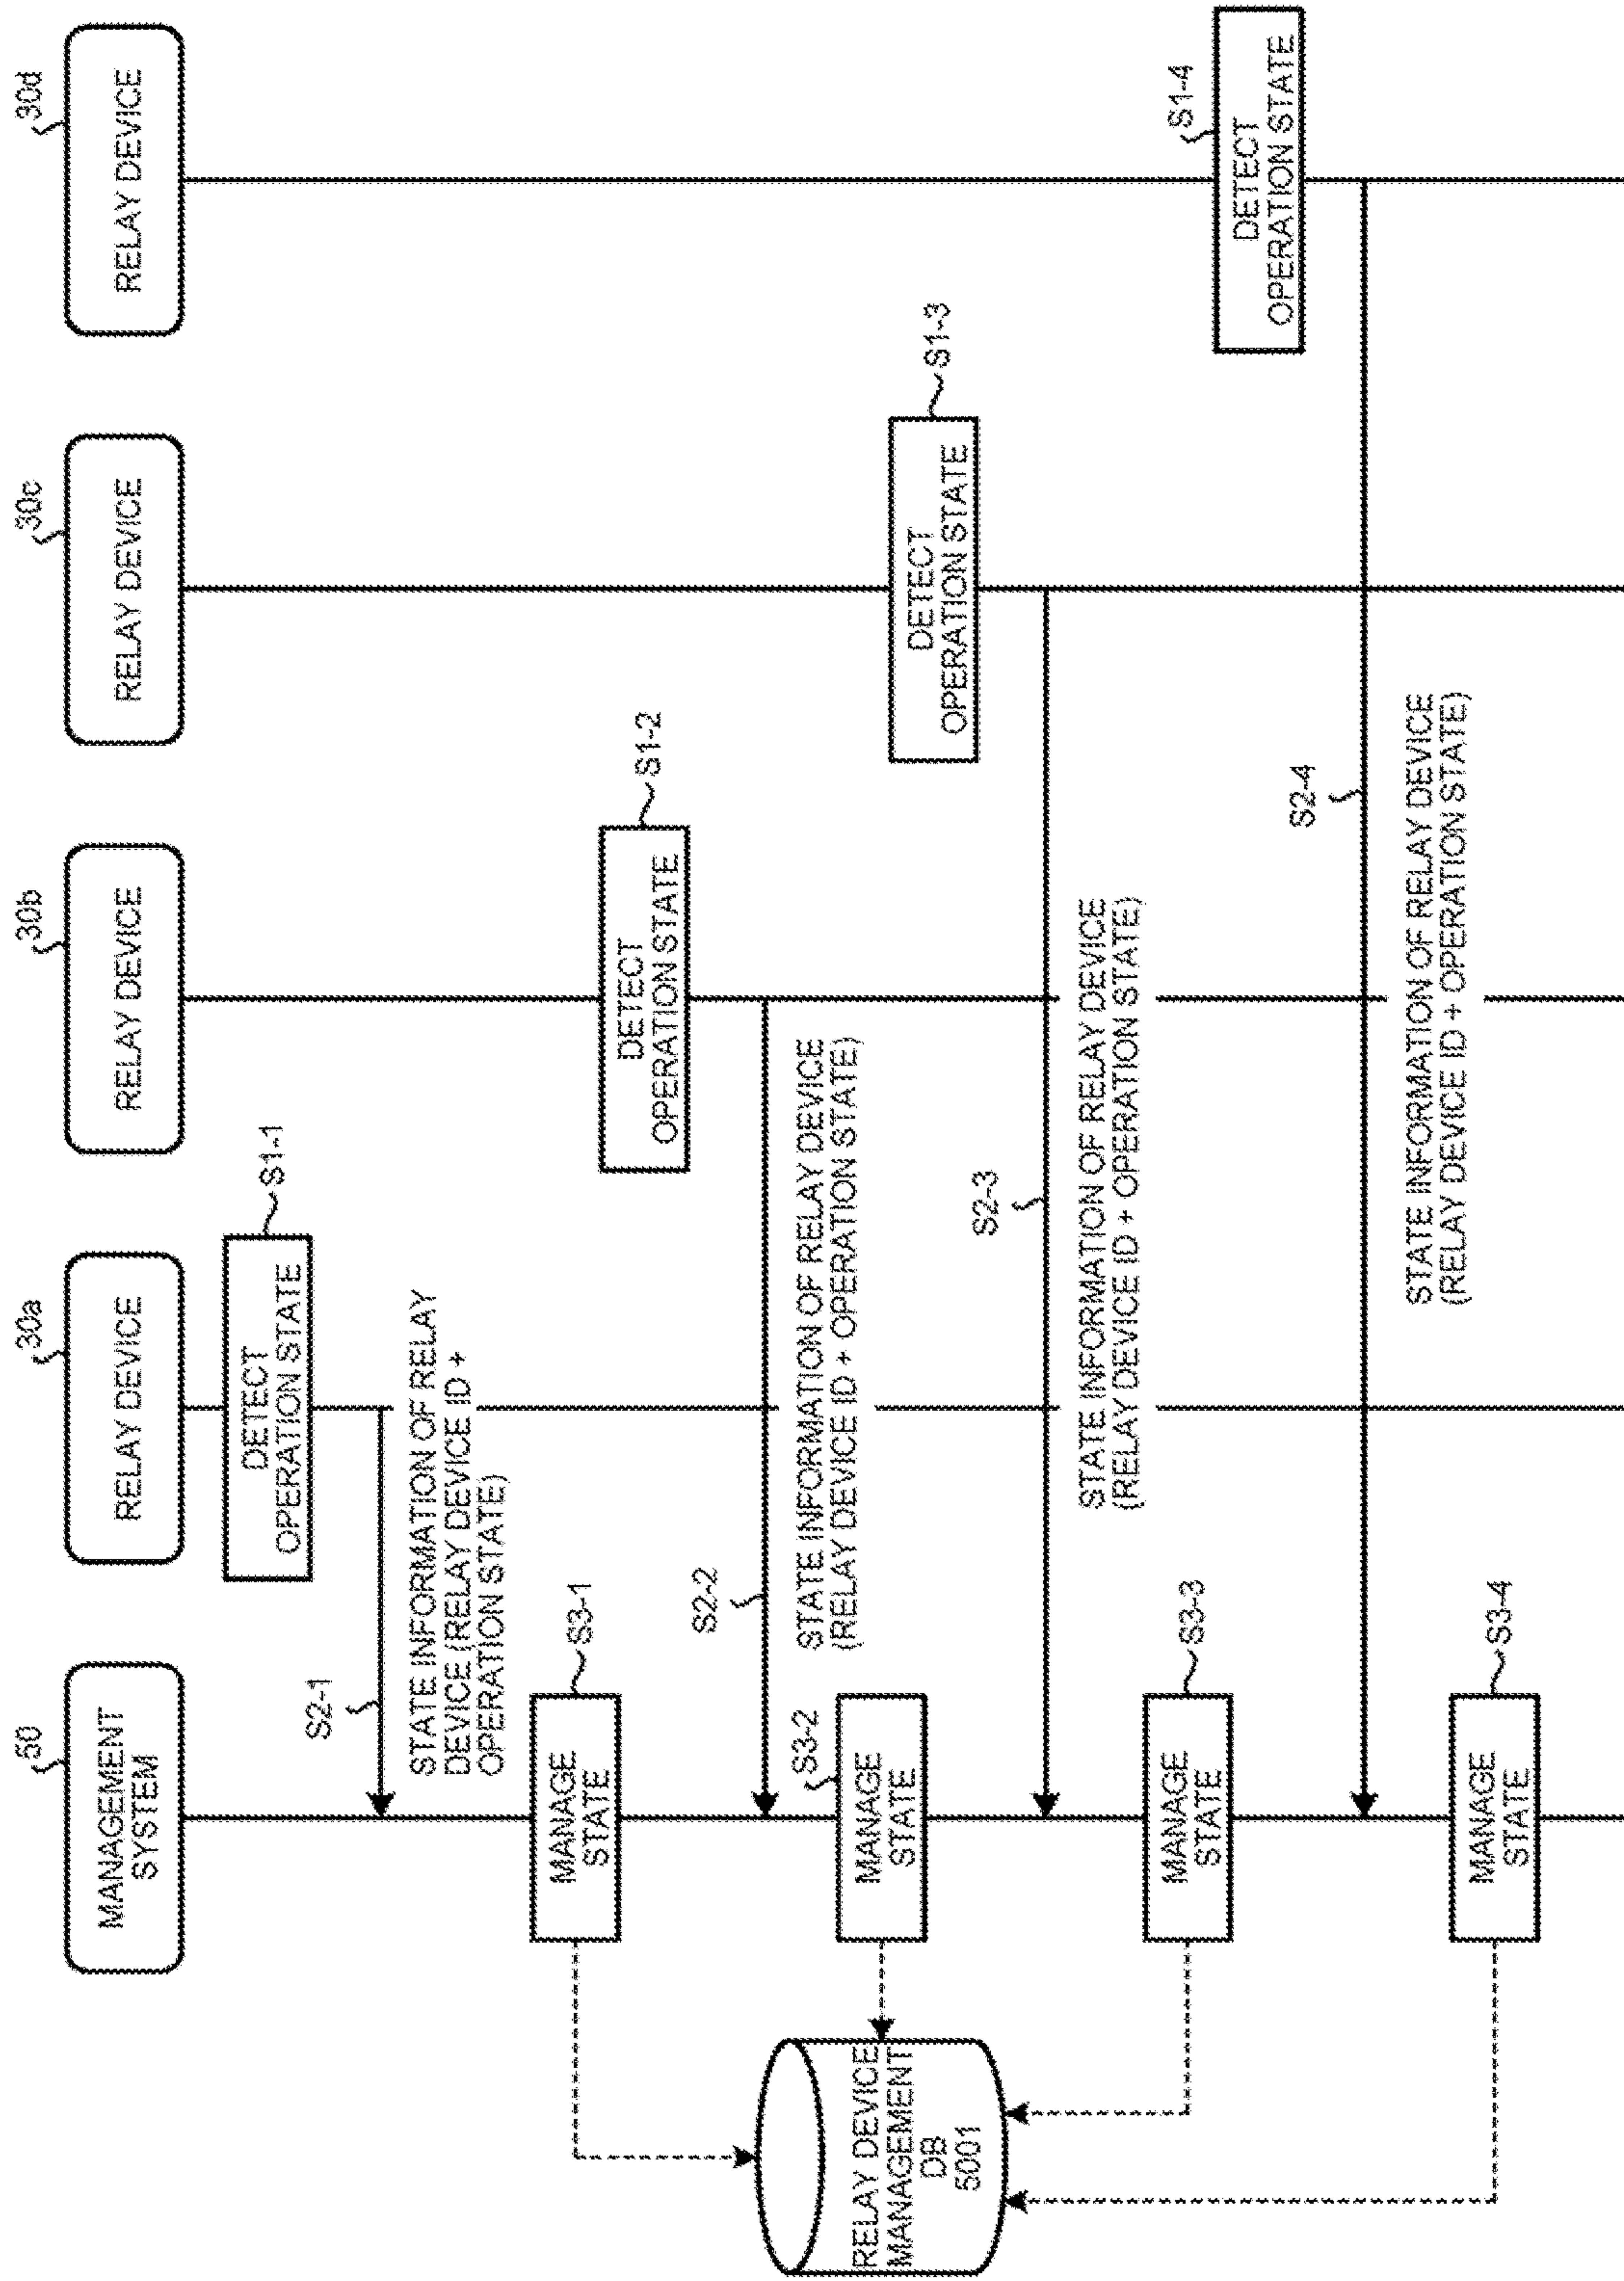 50
MANAGEMENT
SYSTEM
30a
RELAY DEVICE
30b
RELAY DEVICE
30c
RELAY DEVICE
30d
RELAY DEVICE
S1-1
DETECT
OPERATION STATE
S2-1
STATE INFORMATION OF RELAY
DEVICE (RELAY DEVICE ID +
OPERATION STATE)
S3-1
MANAGE
STATE
S1-2
DETECT
OPERATION STATE
S2-2
STATE INFORMATION OF RELAY DEVICE
(RELAY DEVICE ID + OPERATION STATE)
S3-2
MANAGE
STATE
RELAY DEVICE
MANAGEMENT
DB
5001
S1-3
DETECT
OPERATION STATE
S2-3
STATE INFORMATION OF RELAY DEVICE
(RELAY DEVICE ID + OPERATION STATE)
S3-3
MANAGE
STATE
S1-4
DETECT
OPERATION STATE
S2-4
STATE INFORMATION OF RELAY DEVICE
(RELAY DEVICE ID + OPERATION STATE)
S3-4
MANAGE
STATE